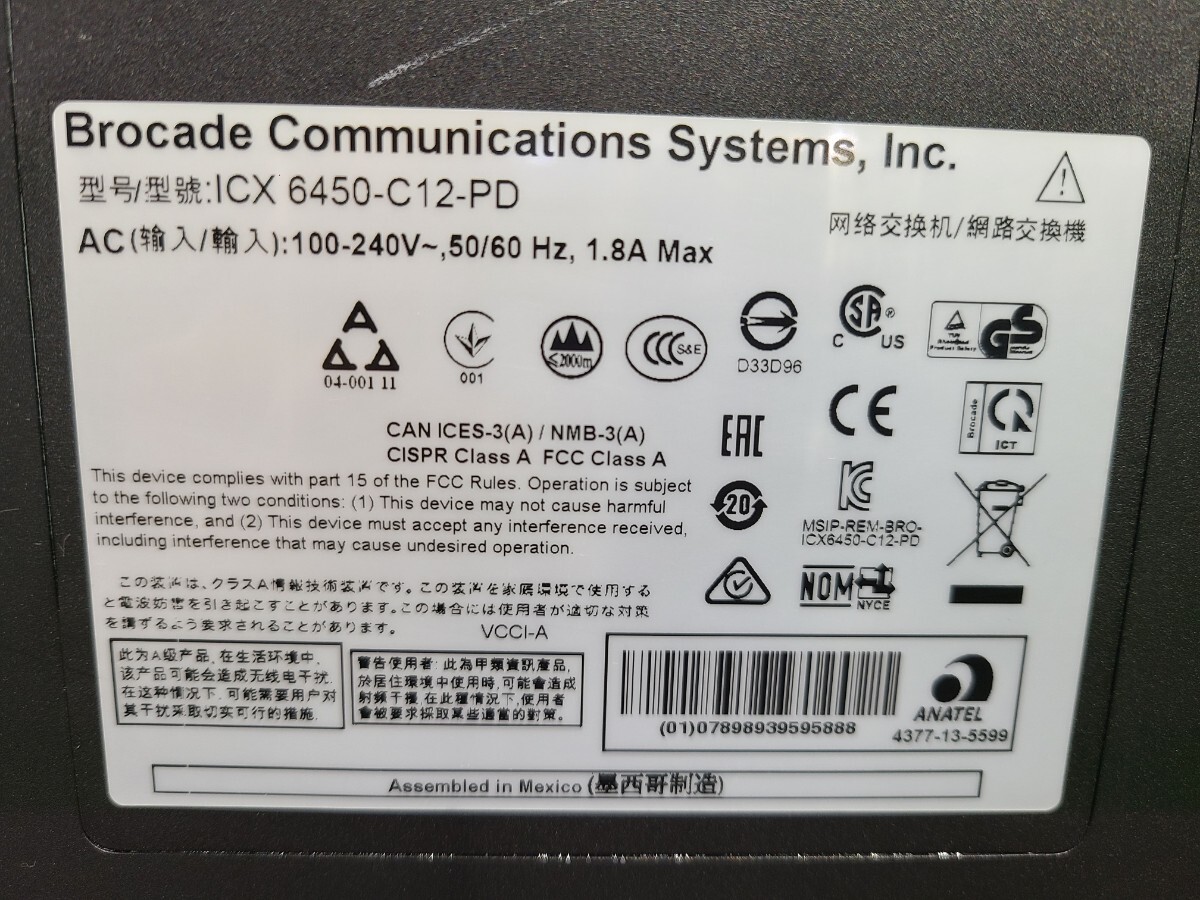 Brocade Communications Systems, Inc.
型号/型號:ICX 6450-C12-PD
AC(输入/輸入):100-240V~,50/60 Hz, 1.8A Max
网络交换机/網路交換機
04-001 11
001
≤2000m
CCC S&E
D33D96
C SA® US
GS
CAN ICES-3(A) / NMB-3(A)
CISPR Class A FCC Class A
EAC
CE
Brocade
ICT
This device complies with part 15 of the FCC Rules. Operation is subject
to the following two conditions: (1) This device may not cause harmful
interference, and (2) This device must accept any interference received,
including interference that may cause undesired operation.
20
MSIP-REM-BRO-
ICX6450-C12-PD
NOM
NYCE
この装置は、クラスA情報技術装置です。この装置を家庭環境で使用する
と電波妨害を引き起こすことがあります。この場合には使用者が適切な対策
を講ずるよう要求されることがあります。
VCCI-A
此为A级产品, 在生活环境中,
该产品可能会造成无线电干扰.
在这种情况下, 可能需要用户对
其干扰采取切实可行的措施.
警告使用者: 此為甲類資訊產品,
於居住環境中使用時,可能會造成
射頻干擾,在此種情況下,使用者
會被要求採取某些適當的對策。
(01)07898939595888
ANATEL
4377-13-5599
Assembled in Mexico (墨西哥制造)